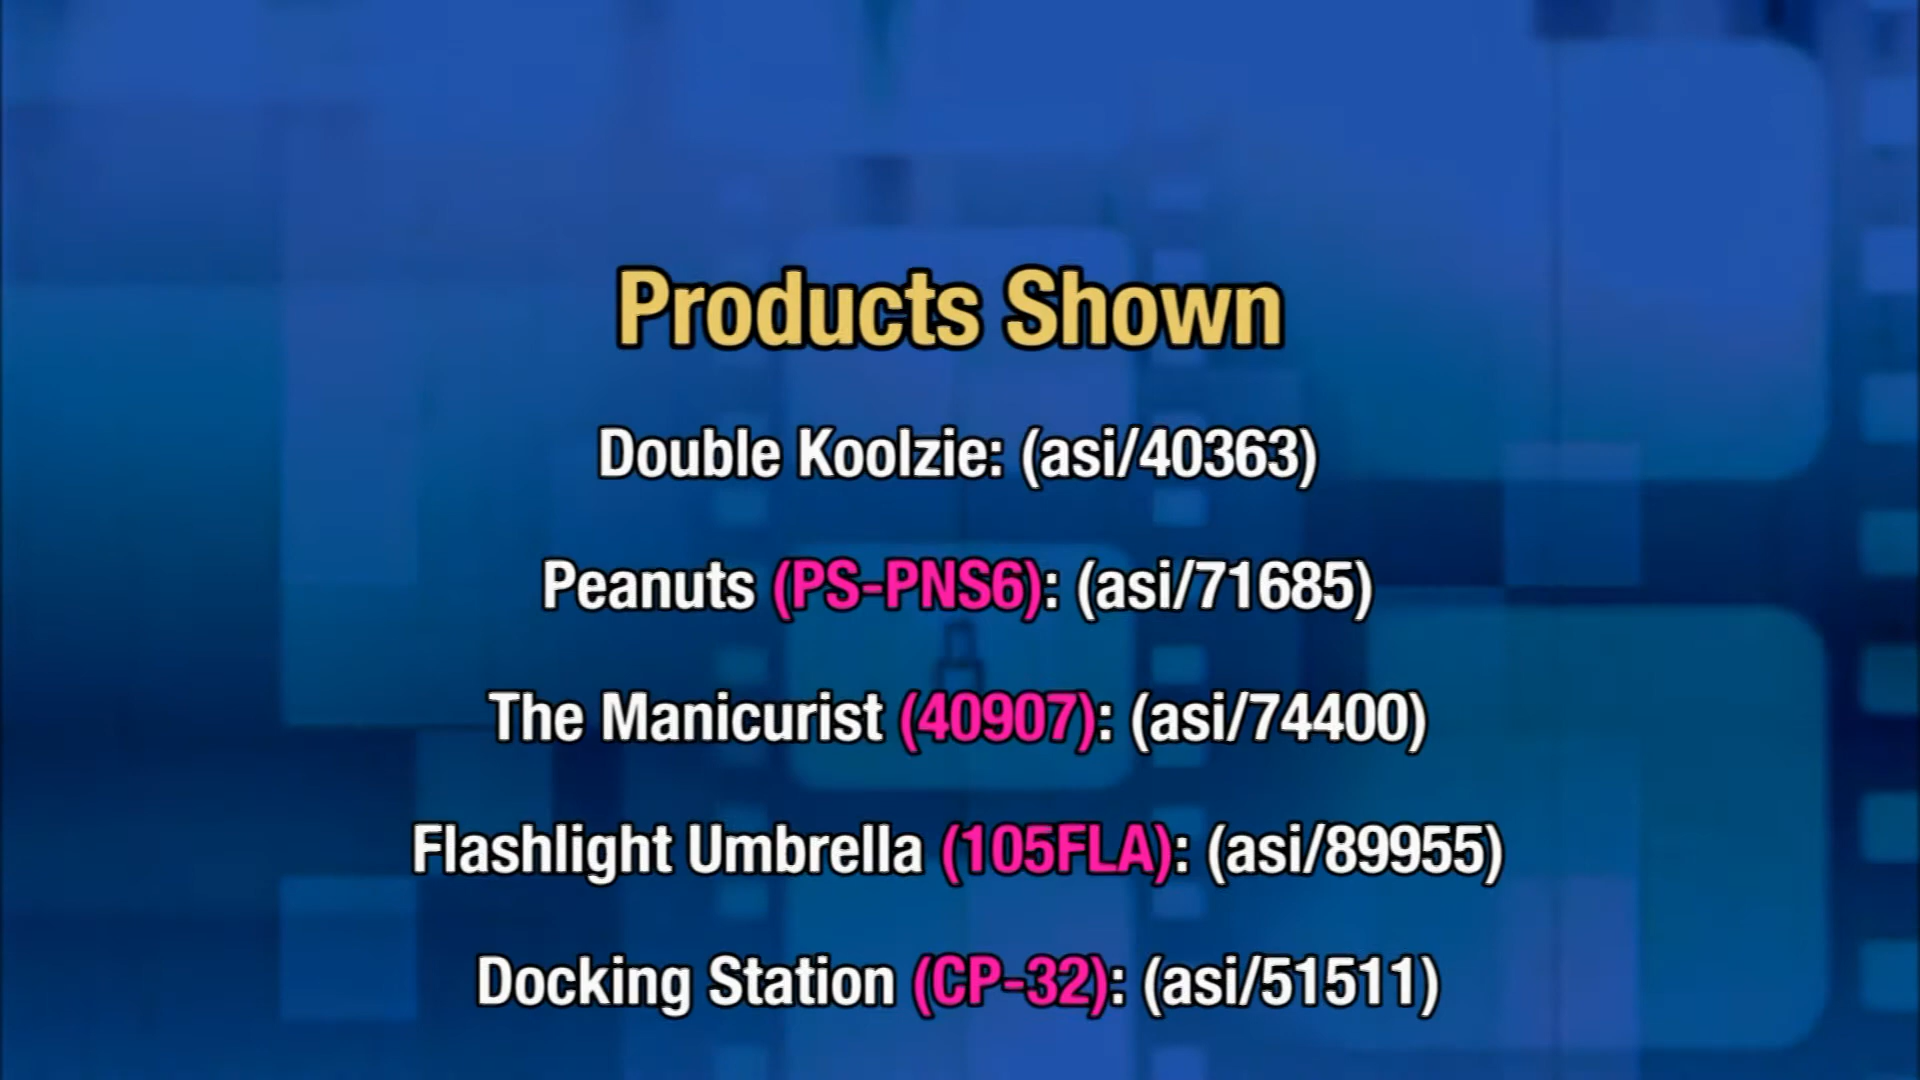 Products Shown
Double Koolzie: (asi/40363)
Peanuts (PS-PNS6): (asi/71685)
The Manicurist (40907): (asi/74400)
Flashlight Umbrella (105FLA): (asi/89955)
Docking Station (CP-32): (asi/51511)